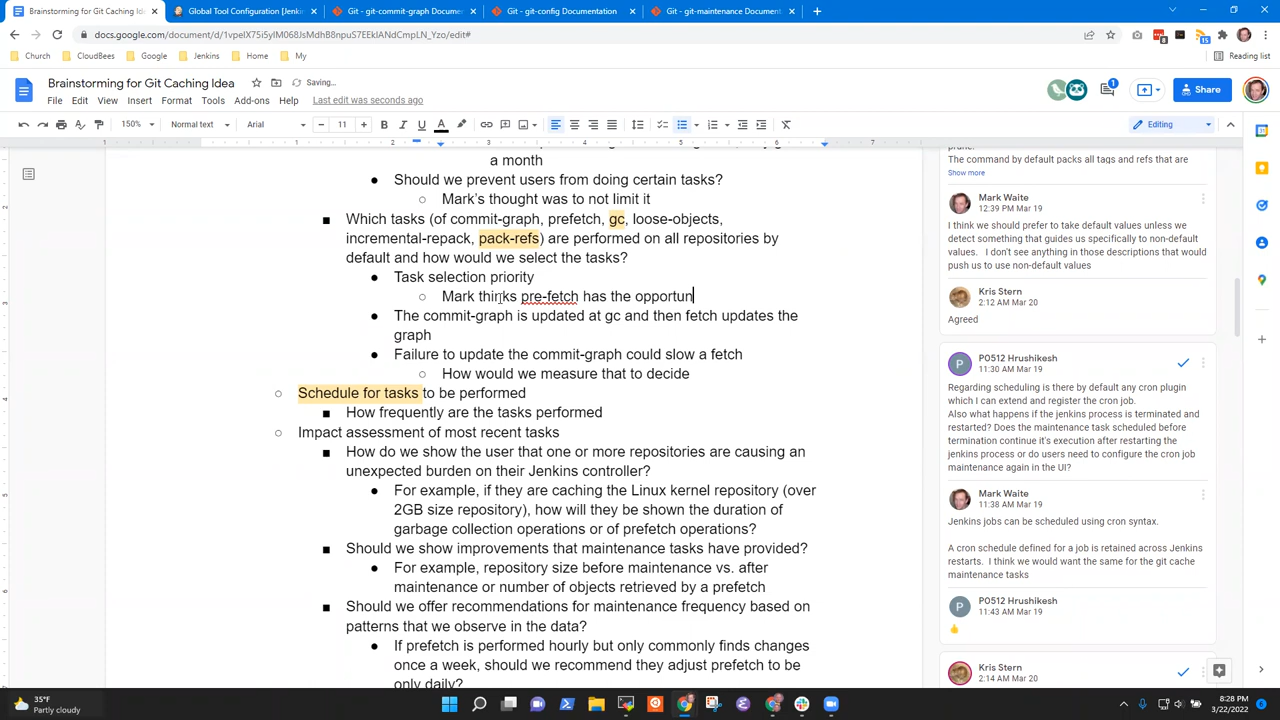 Brainstorming for Git Caching Ide
Global Tool Configuration [Jenki
Git - git-commit-graph Documen
Git - git-config Documentation
Git - git-maintenance Document
docs.google.com/document/d/1vpelX75i5yIM068JsMdhB8npuS7EEkIANdCmpLN_Yzo/edit#
Church
CloudBees
Google
Jenkins
Home
My
Reading list
Brainstorming for Git Caching Idea
Saving...
File Edit View Insert Format Tools Add-ons Help Last edit was seconds ago
Share
150% Normal text Arial 11 Editing
a month
Should we prevent users from doing certain tasks?
Mark's thought was to not limit it
Which tasks (of commit-graph, prefetch, gc, loose-objects,
incremental-repack, pack-refs) are performed on all repositories by
default and how would we select the tasks?
Task selection priority
Mark thinks pre-fetch has the opportun
The commit-graph is updated at gc and then fetch updates the
graph
Failure to update the commit-graph could slow a fetch
How would we measure that to decide
Schedule for tasks to be performed
How frequently are the tasks performed
Impact assessment of most recent tasks
How do we show the user that one or more repositories are causing an
unexpected burden on their Jenkins controller?
For example, if they are caching the Linux kernel repository (over
2GB size repository), how will they be shown the duration of
garbage collection operations or of prefetch operations?
Should we show improvements that maintenance tasks have provided?
For example, repository size before maintenance vs. after
maintenance or number of objects retrieved by a prefetch
Should we offer recommendations for maintenance frequency based on
patterns that we observe in the data?
If prefetch is performed hourly but only commonly finds changes
once a week, should we recommend they adjust prefetch to be
only daily?
prune.
The command by default packs all tags and refs that are
Show more
Mark Waite
12:39 PM Mar 19
I think we should prefer to take default values unless we
detect something that guides us specifically to non-default
values. I don't see anything in those descriptions that would
push us to use non-default values
Kris Stern
2:12 AM Mar 20
Agreed
P0512 Hrushikesh
11:30 AM Mar 19
Regarding scheduling is there by default any cron plugin
which I can extend and register the cron job.
Also what happens if the jenkins process is terminated and
restarted? Does the maintenance task scheduled before
termination continue it's execution after restarting the
jenkins process or do users need to configure the cron job
maintenance again in the UI?
Mark Waite
11:38 AM Mar 19
Jenkins jobs can be scheduled using cron syntax.
A cron schedule defined for a job is retained across Jenkins
restarts. I think we would want the same for the git cache
maintenance tasks
P0512 Hrushikesh
11:43 AM Mar 19
Kris Stern
2:14 AM Mar 20
35°F
Partly cloudy
8:28 PM
3/22/2022